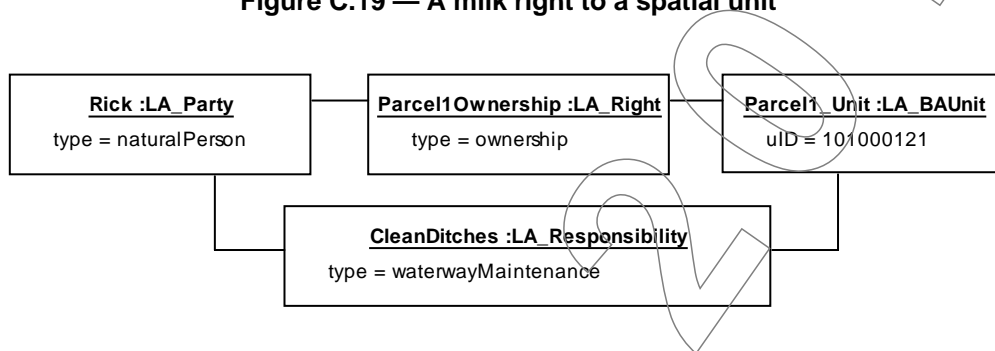 Figure C.19 — A milk right to a spatial unit
Rick :LA_Party
type = naturalPerson
Parcel1Ownership :LA_Right
type = ownership
Parcel1_Unit :LA_BAUnit
uID = 101000121
CleanDitches :LA_Responsibility
type = waterwayMaintenance